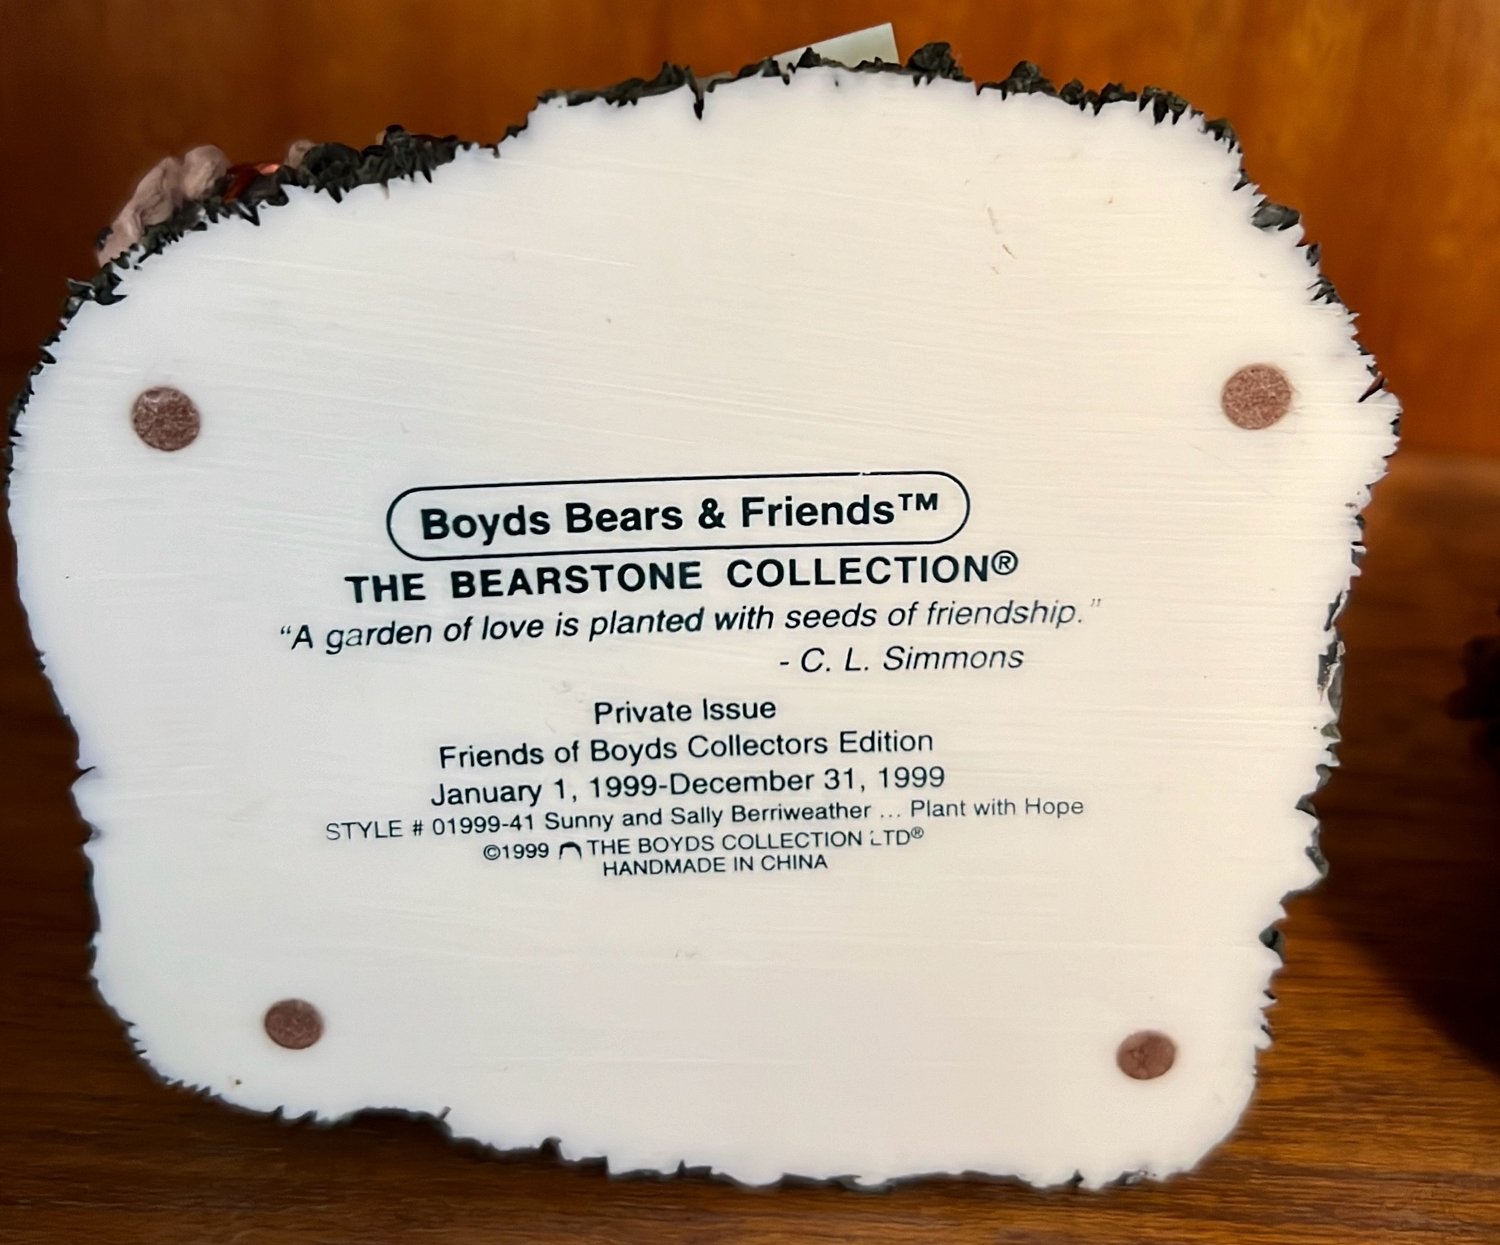 Boyds Bears & Friends™
THE BEARSTONE COLLECTION®
“A garden of love is planted with seeds of friendship.”
- C. L. Simmons
Private Issue
Friends of Boyds Collectors Edition
January 1, 1999-December 31, 1999
STYLE # 01999-41 Sunny and Sally Berriweather ... Plant with Hope
©1999 THE BOYDS COLLECTION LTD®
HANDMADE IN CHINA